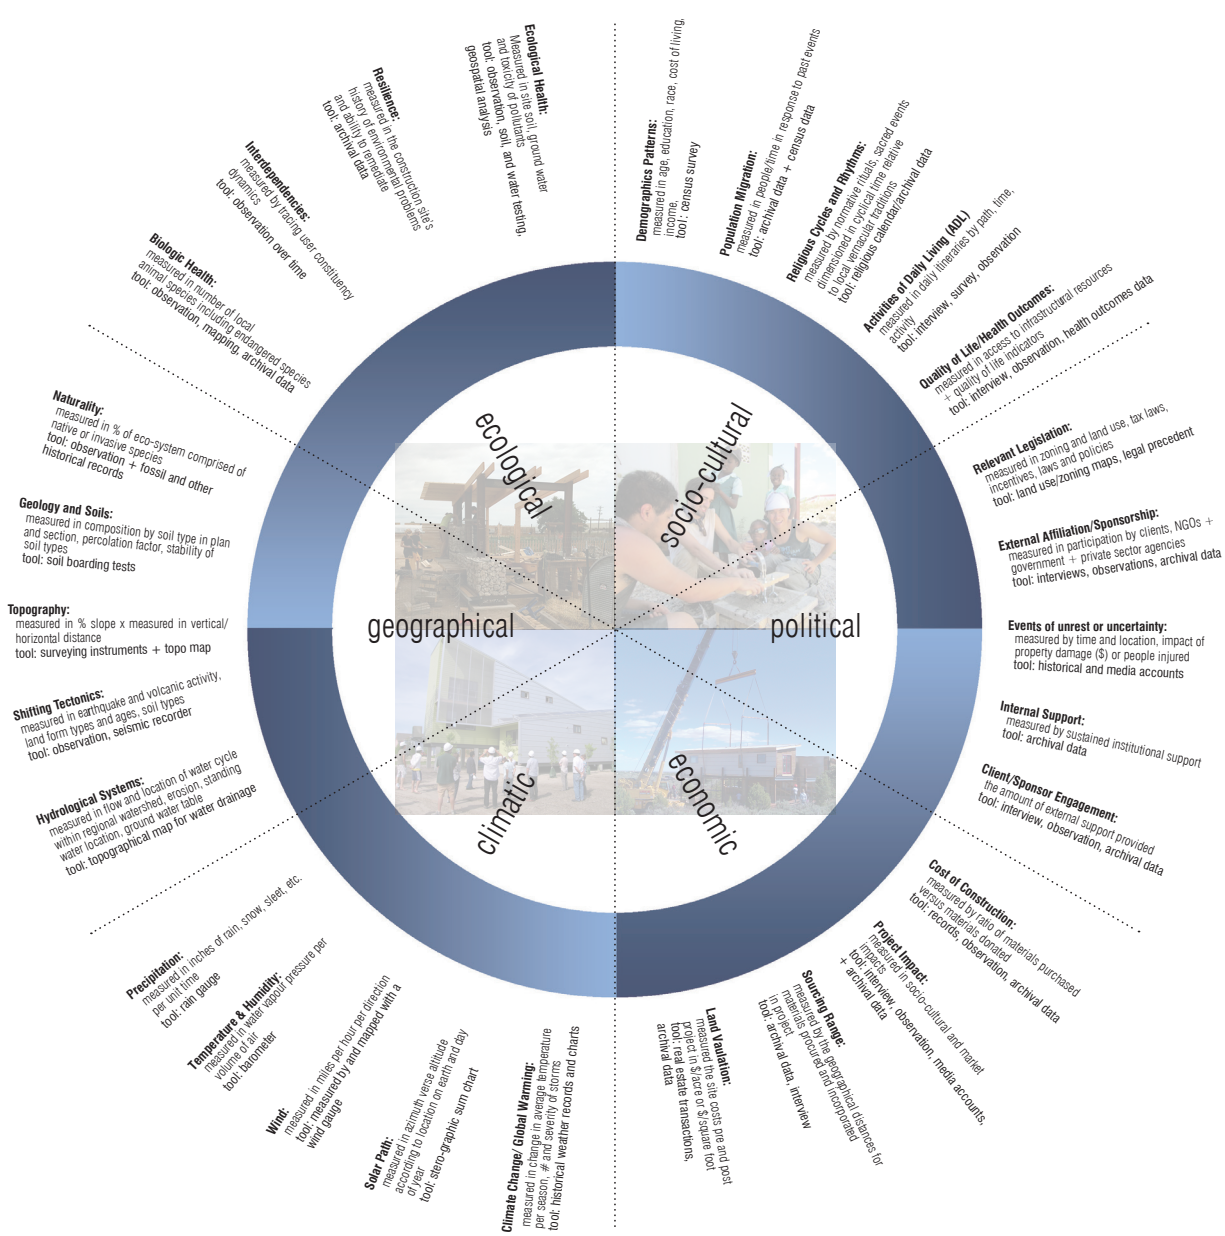 Ecological Health:
Measured in site soil, ground water
and toxicity of pollutants
tool: observation, soil, and water testing,
geospatial analysis
Resilience:
measured in the construction site's
history of environmental problems
and ability to remediate
tool: archival data
Interdependencies:
measured by tracing user constituency
dynamics
tool: observation over time
Biologic Health:
measured in number of local
animal species including endangered species
tool: observation, mapping, archival data
Demographics Patterns:
measured in age, education, race, cost of living,
income,
tool: census survey
Population Migration:
measured in people/time in response to past events
tool: archival data + census data
Religious Cycles and Rhythms:
measured by normative rituals, sacred events
dimensioned in cyclical time relative
to local vernacular traditions
tool: religious calendar/archival data
Activities of Daily Living (ADL)
measured in daily itineraries by path, time,
activity
tool: interview, survey, observation
Quality of Life/Health Outcomes:
measured in access to infrastructural resources
+ quality of life indicators
tool: interview, observation, health outcomes data
Relevant Legislation:
measured in zoning and land use, tax laws,
incentives, laws and policies
tool: land use/zoning maps, legal precedent
External Affiliation/Sponsorship:
measured in participation by clients, NGOs +
government + private sector agencies
tool: interviews, observations, archival data
Events of unrest or uncertainty:
measured by time and location, impact of
property damage ($) or people injured
tool: historical and media accounts
Internal Support:
measured by sustained institutional support
tool: archival data
Client/Sponsor Engagement:
the amount of external support provided
tool: interview, observation, archival data
Cost of Construction:
measured by ratio of materials purchased
versus materials donated
tool: records, observation, archival data
Project Impact:
measured in socio-cultural and market
impacts
tool: interview, observation, media accounts,
+ archival data
Sourcing Range:
measured by the geographical distances for
materials procured and incorporated
in project
tool: archival data, interview
Land Vaulation:
measured the site costs pre and post
project in $/acre or $/square foot
tool: real estate transactions,
archival data
Climate Change/ Global Warming:
measured in change in average temperature
per season, # and severity of storms
tool: historical weather records and charts
Solar Path:
measured in azimuth verse altitude
according to location on earth and day
of year
tool: stero-graphic sum chart
Wind:
measured in miles per hour per direction
tool: measured by and mapped with a
wind gauge
Temperature & Humidity:
measured in water vapour pressure per
volume of air
tool: barometer
Precipitation:
measured in inches of rain, snow, sleet, etc.
per unit time
tool: rain gauge
Hydrological Systems:
measured in flow and location of water cycle
within regional watershed, erosion, standing
water location, ground water table
tool: topographical map for water drainage
Shifting Tectonics:
measured in earthquake and volcanic activity,
land form types and ages, soil types
tool: observation, seismic recorder
Topography:
measured in % slope x measured in vertical/
horizontal distance
tool: surveying instruments + topo map
Geology and Soils:
measured in composition by soil type in plan
and section, percolation factor, stability of
soil types
tool: soil boarding tests
Naturality:
measured in % of eco-system comprised of
native or invasive species
tool: observation + fossil and other
historical records
ecological
socio-cultural
geographical
political
climatic
economic